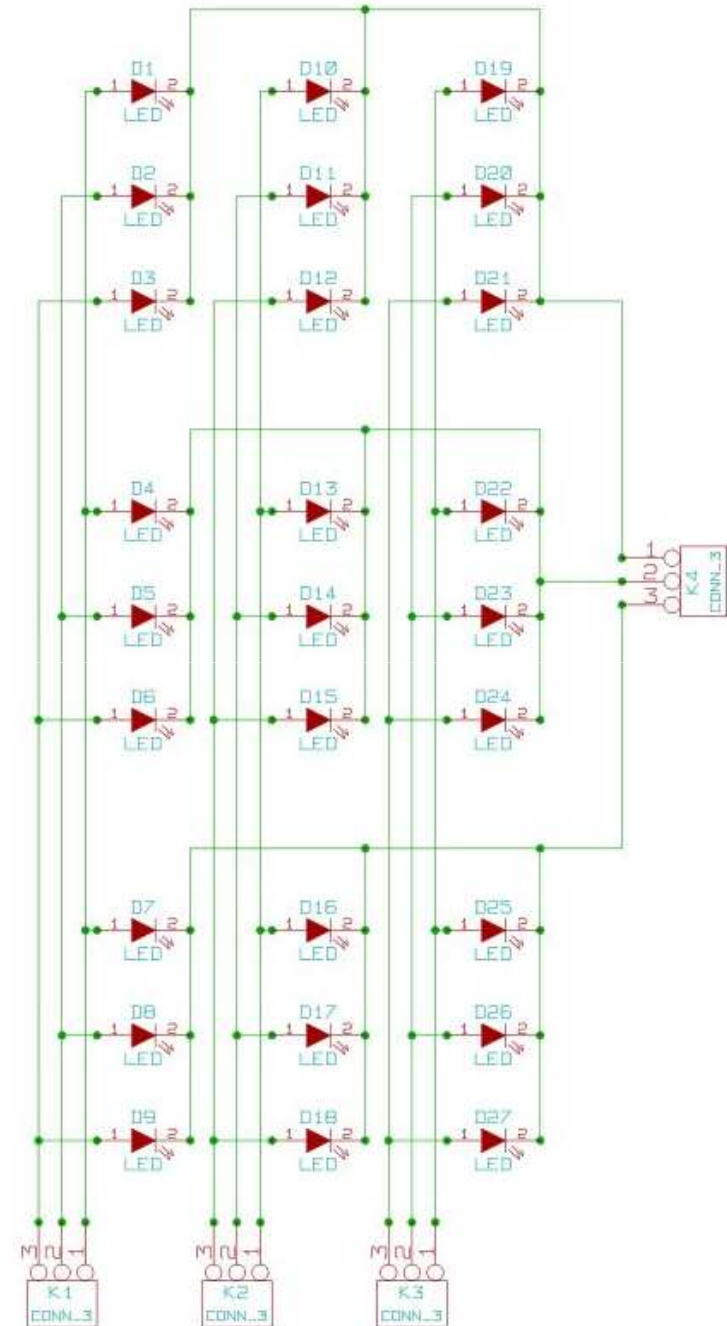 D1 D10 D19
1 2 1 2 1 2
LED LED LED
D2 D11 D20
1 2 1 2 1 2
LED LED LED
D3 D12 D21
1 2 1 2 1 2
LED LED LED
D4 D13 D22
1 2 1 2 1 2
LED LED LED
D5 D14 D23
1 2 1 2 1 2
LED LED LED
D6 D15 D24
1 2 1 2 1 2
LED LED LED
1
2
3
K4
CONN_3
D7 D16 D25
1 2 1 2 1 2
LED LED LED
D8 D17 D26
1 2 1 2 1 2
LED LED LED
D9 D18 D27
1 2 1 2 1 2
LED LED LED
3 2 1 3 2 1 3 2 1
K1 K2 K3
CONN_3 CONN_3 CONN_3